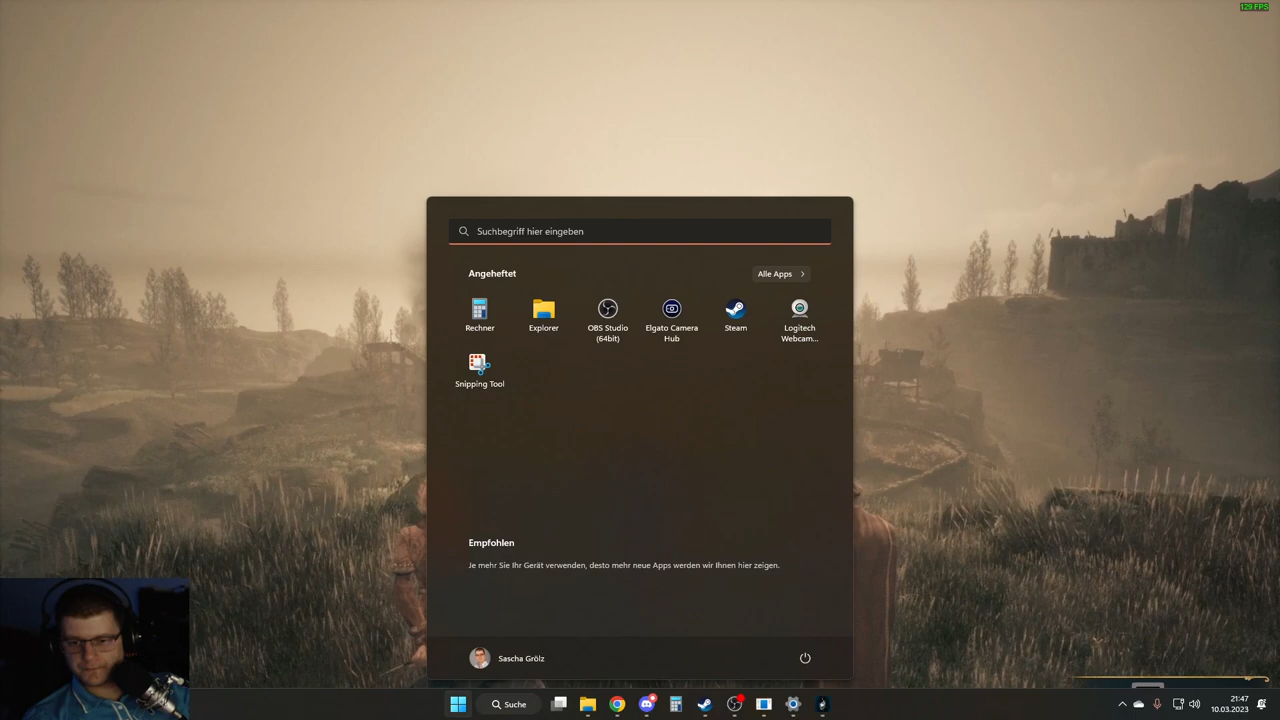 129 FPS
Suchbegriff hier eingeben
Angeheftet
Alle Apps
Rechner
Explorer
OBS Studio (64bit)
Elgato Camera Hub
Steam
Logitech Webcam...
Snipping Tool
Empfohlen
Je mehr Sie Ihr Gerät verwenden, desto mehr neue Apps werden wir Ihnen hier zeigen.
Sascha Grölz
Suche
21:47
10.03.2023